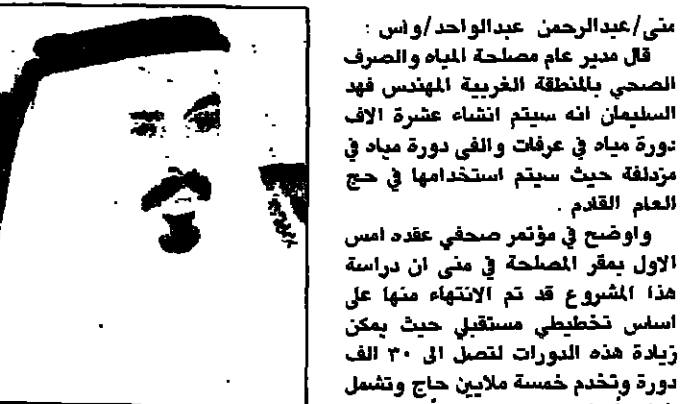 منى/عبدالرحمن عبدالواحد/واس :
قال مدير عام مصلحة المياه والصرف
الصحي بالمنطقة الغربية المهندس فهد
السليمان انه سيتم انشاء عشرة الاف
دورة مياه في عرفات والفى دورة مياه في
مزدلفة حيث سيتم استخدامها في حج
العام القادم .
واوضح في مؤتمر صحفي عقده امس
الاول بمقر المصلحة في منى ان دراسة
هذا المشروع قد تم الانتهاء منها على
اساس تخطيطي مستقبلي حيث يمكن
زيادة هذه الدورات لتصل الى ٣٠ الف
دورة وتخدم خمسة ملايين حاج وتشمل